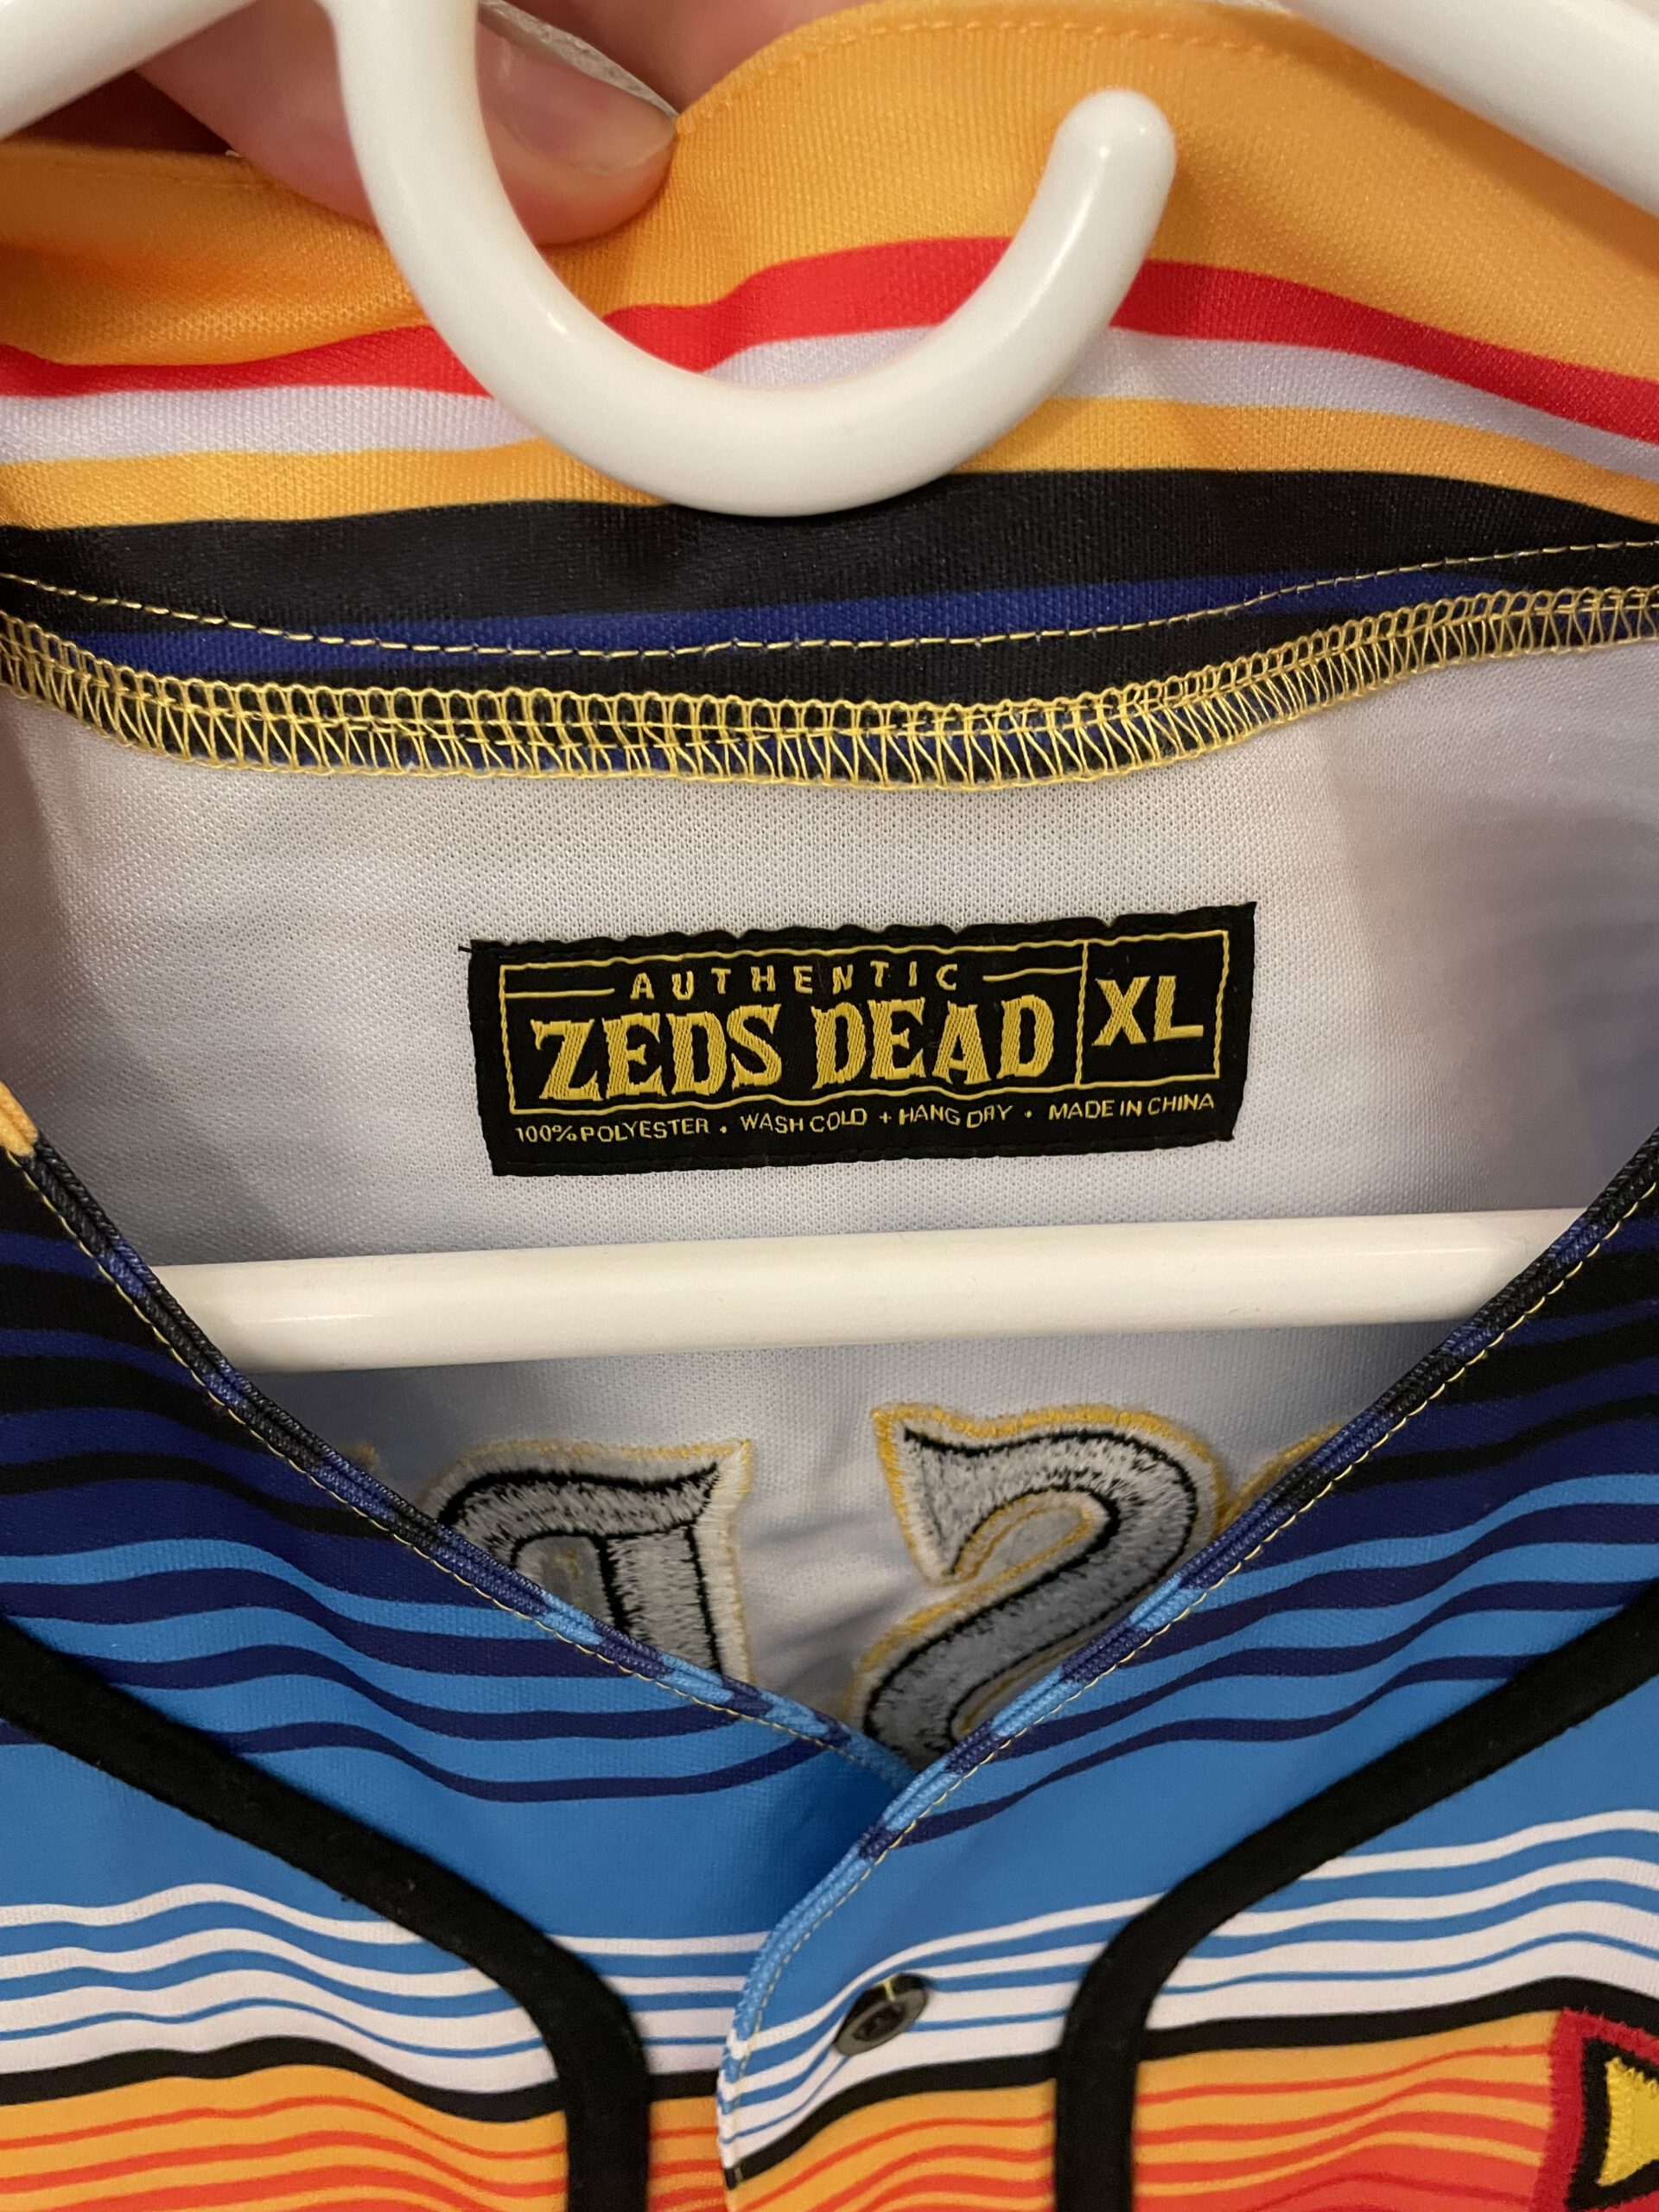 AUTHENTIC
ZEDS DEAD
XL
100% POLYESTER • WASH COLD + HANG DRY • MADE IN CHINA